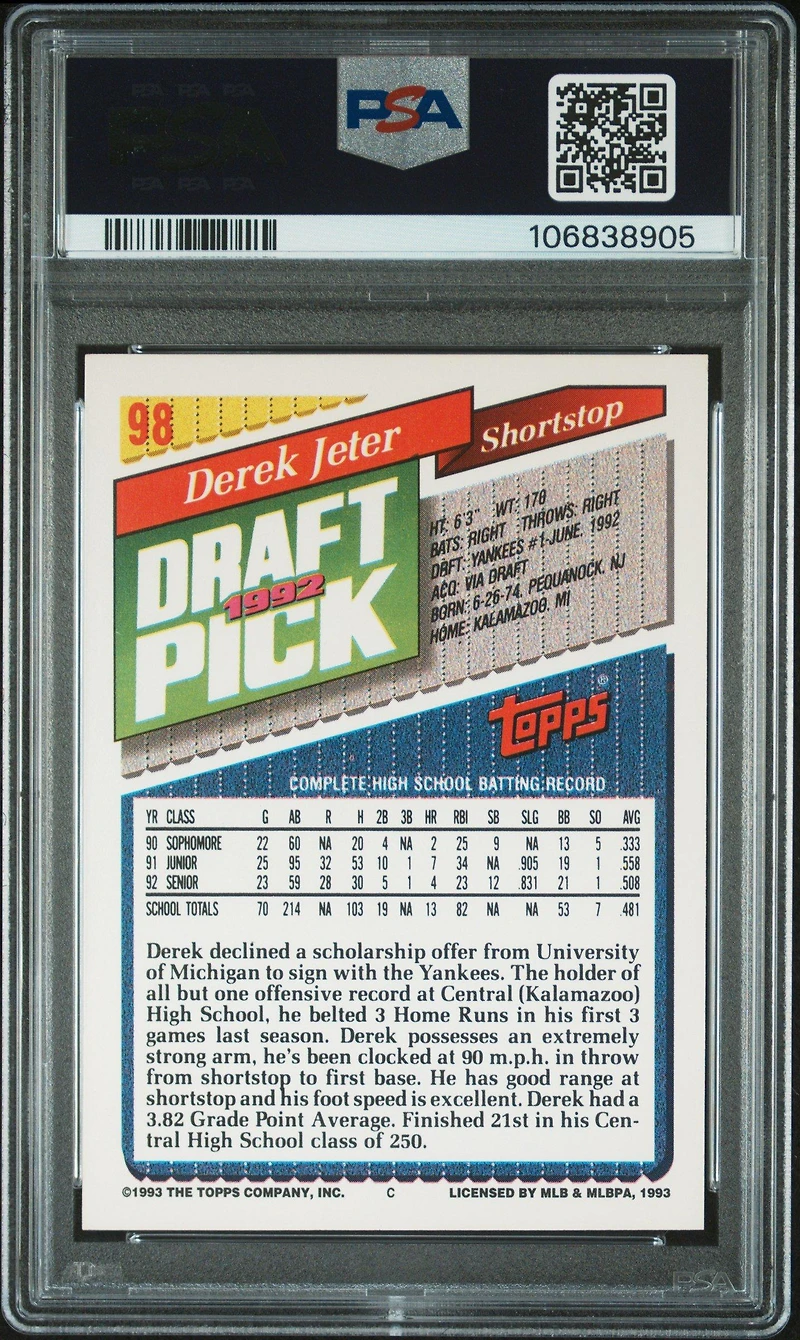 PSA
106838905
98
Derek Jeter
Shortstop
DRAFT
1992
PICK
HT: 6'3" WT: 178
BATS: RIGHT THROWS: RIGHT
DRFT: YANKEES #1-JUNE, 1992
ACQ: VIA DRAFT
BORN: 6-26-74, PEQUANOCK, NJ
HOME: KALAMAZOO, MI
TOPPS®
COMPLETE HIGH SCHOOL BATTING RECORD
YR CLASS G AB R H 2B 3B HR RBI SB SLG BB SO AVG
90 SOPHOMORE 22 60 NA 20 4 NA 2 25 9 NA 13 5 .333
91 JUNIOR 25 95 32 53 10 1 7 34 NA .905 19 1 .558
92 SENIOR 23 59 28 30 5 1 4 23 12 .831 21 1 .508
SCHOOL TOTALS 70 214 NA 103 19 NA 13 82 NA NA 53 7 .481
Derek declined a scholarship offer from University
of Michigan to sign with the Yankees. The holder of
all but one offensive record at Central (Kalamazoo)
High School, he belted 3 Home Runs in his first 3
games last season. Derek possesses an extremely
strong arm, he's been clocked at 90 m.p.h. in throw
from shortstop to first base. He has good range at
shortstop and his foot speed is excellent. Derek had a
3.82 Grade Point Average. Finished 21st in his Cen-
tral High School class of 250.
©1993 THE TOPPS COMPANY, INC. C LICENSED BY MLB & MLBPA, 1993
PSA